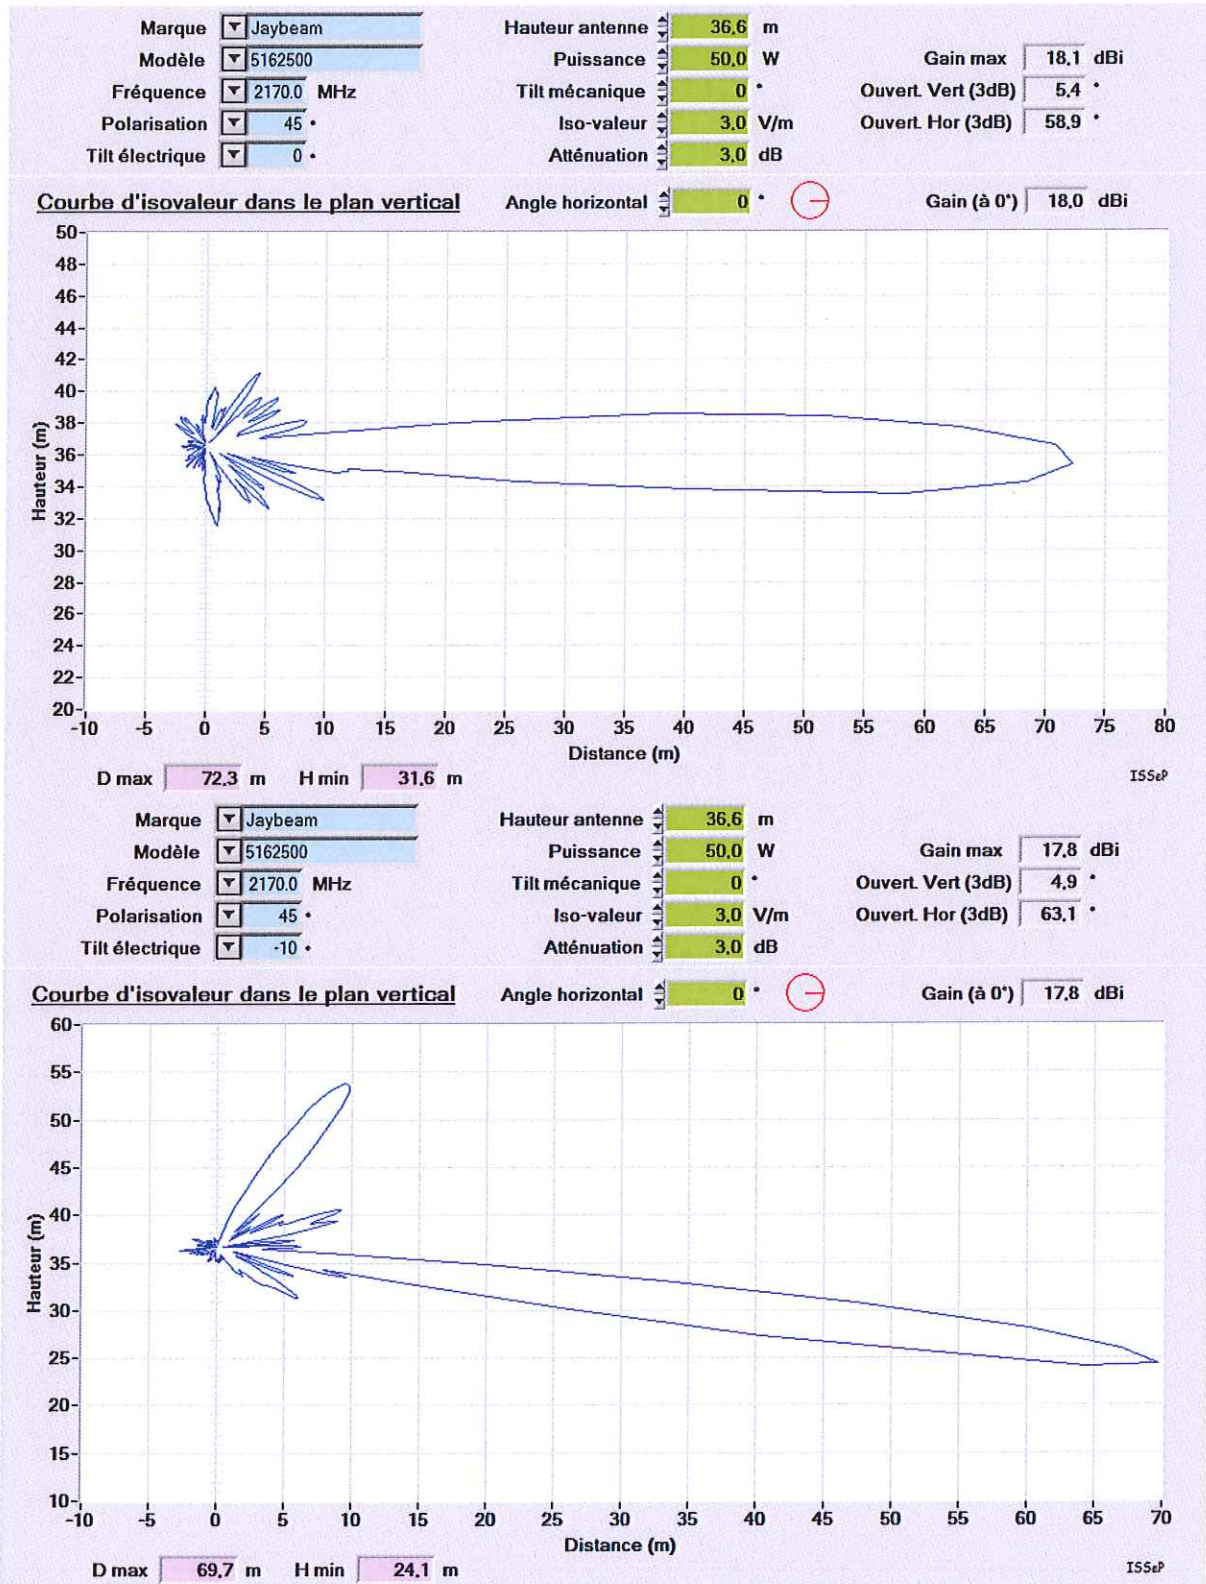 Marque Jaybeam Hauteur antenne 36,6 m
Modèle 5162500 Puissance 50,0 W Gain max 18,1 dBi
Fréquence 2170.0 MHz Tilt mécanique 0 ° Ouvert. Vert (3dB) 5,4 °
Polarisation 45 ° Iso-valeur 3,0 V/m Ouvert. Hor (3dB) 58,9 °
Tilt électrique 0 ° Atténuation 3,0 dB
Courbe d'isovaleur dans le plan vertical Angle horizontal 0 ° Gain (à 0°) 18,0 dBi
50
48
46
44
42
40
38
36
34
32
30
28
26
24
22
20
Hauteur (m)
-10 -5 0 5 10 15 20 25 30 35 40 45 50 55 60 65 70 75 80
Distance (m)
D max 72,3 m H min 31,6 m ISSeP
Marque Jaybeam Hauteur antenne 36,6 m
Modèle 5162500 Puissance 50,0 W Gain max 17,8 dBi
Fréquence 2170.0 MHz Tilt mécanique 0 ° Ouvert. Vert (3dB) 4,9 °
Polarisation 45 ° Iso-valeur 3,0 V/m Ouvert. Hor (3dB) 63,1 °
Tilt électrique -10 ° Atténuation 3,0 dB
Courbe d'isovaleur dans le plan vertical Angle horizontal 0 ° Gain (à 0°) 17,8 dBi
60
55
50
45
40
35
30
25
20
15
10
Hauteur (m)
-10 -5 0 5 10 15 20 25 30 35 40 45 50 55 60 65 70
Distance (m)
D max 69,7 m H min 24,1 m ISSeP